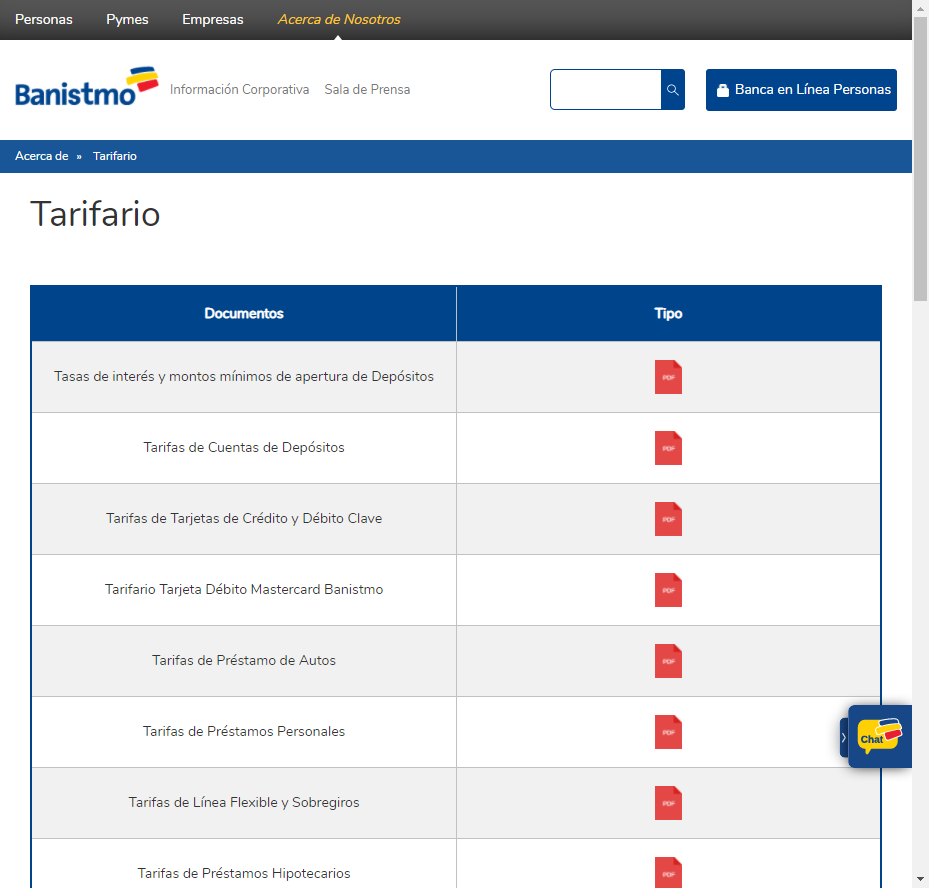 Personas Pymes Empresas Acerca de Nosotros
Banistmo Información Corporativa Sala de Prensa Banca en Línea Personas
Acerca de » Tarifario
Tarifario
Documentos Tipo
Tasas de interés y montos mínimos de apertura de Depósitos PDF
Tarifas de Cuentas de Depósitos PDF
Tarifas de Tarjetas de Crédito y Débito Clave PDF
Tarifario Tarjeta Débito Mastercard Banistmo PDF
Tarifas de Préstamo de Autos PDF
Tarifas de Préstamos Personales PDF
Chat
Tarifas de Línea Flexible y Sobregiros PDF
Tarifas de Préstamos Hipotecarios PDF